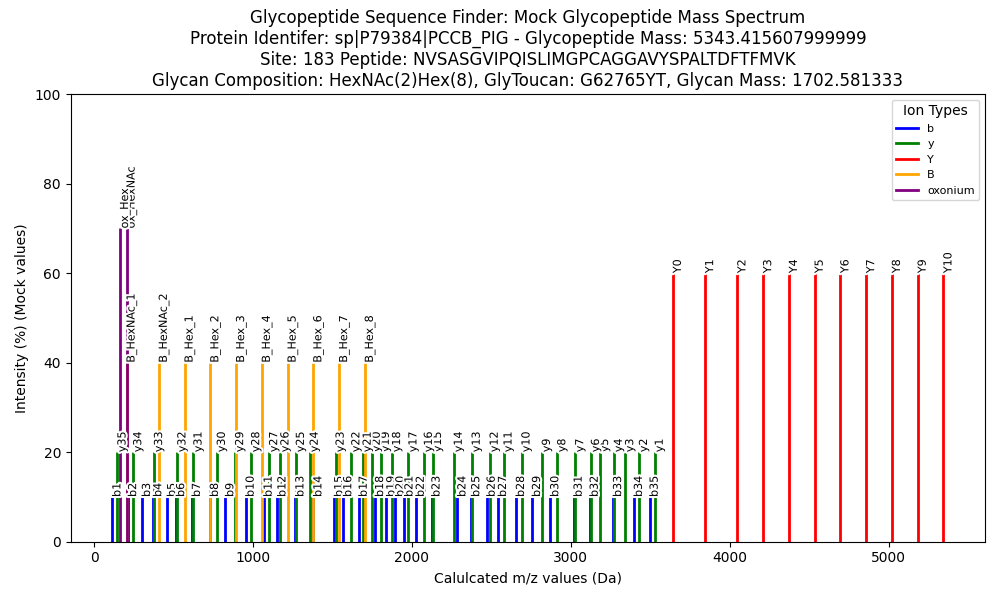 Glycopeptide Sequence Finder: Mock Glycopeptide Mass Spectrum
Protein Identifer: sp|P79384|PCCB_PIG - Glycopeptide Mass: 5343.415607999999
Site: 183 Peptide: NVSASGVIPQISLIMGPCAGGAVYSPALTDFTFMVK
Glycan Composition: HexNAc(2)Hex(8), GlyToucan: G62765YT, Glycan Mass: 1702.581333
Intensity (%) (Mock values)
100
80
60
40
20
0
Ion Types
b
y
Y
B
oxonium
ox_Hex
ox_HexNAc
B_HexNAc_1
B_HexNAc_2
B_Hex_1
B_Hex_2
B_Hex_3
B_Hex_4
B_Hex_5
B_Hex_6
B_Hex_7
B_Hex_8
Y0
Y1
Y2
Y3
Y4
Y5
Y6
Y7
Y8
Y9
Y10
y35
y34
y33
y32
y31
y30
y29
y28
y27
y26
y25
y24
y23
y22
y21
y20
y19
y18
y17
y16
y15
y14
y13
y12
y11
y10
y9
y8
y7
y6
y5
y4
y3
y2
y1
b1
b2
b3
b4
b5
b6
b7
b8
b9
b10
b11
b12
b13
b14
b15
b16
b17
b18
b19
b20
b21
b22
b23
b24
b25
b26
b27
b28
b29
b30
b31
b32
b33
b34
b35
0
1000
2000
3000
4000
5000
Calulcated m/z values (Da)